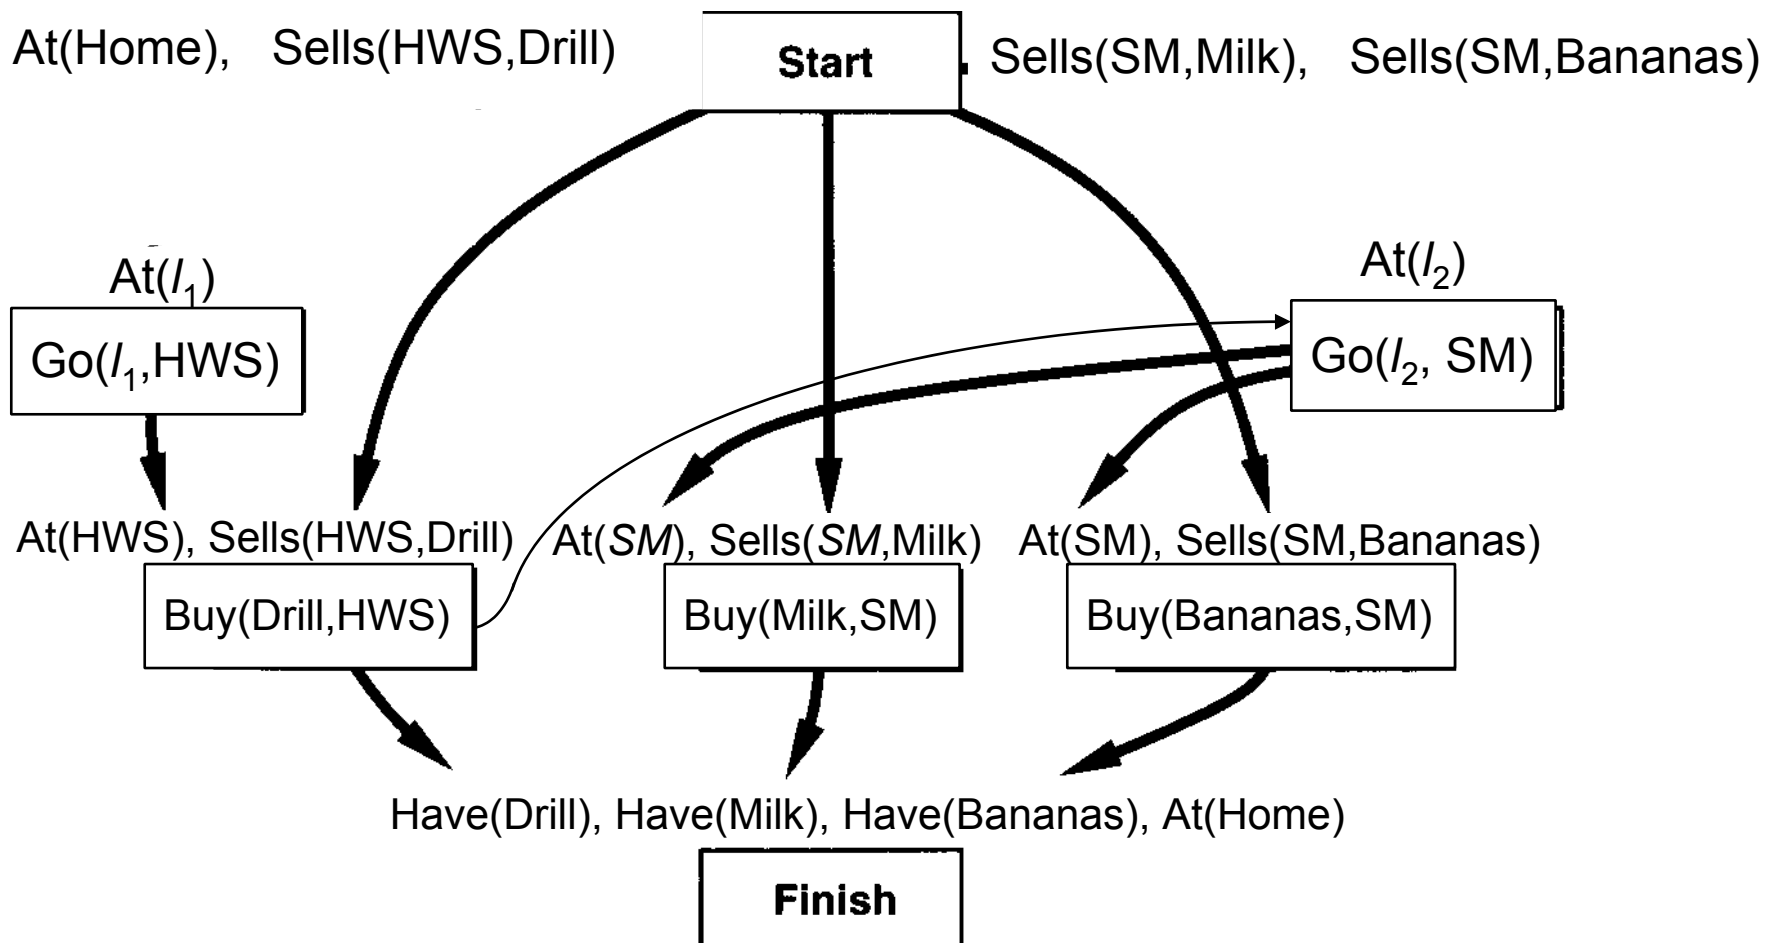 At(Home), Sells(HWS,Drill) Start . Sells(SM,Milk), Sells(SM,Bananas)
At(l1) At(l2)
Go(l1,HWS) Go(l2, SM)
At(HWS), Sells(HWS,Drill) At(SM), Sells(SM,Milk) At(SM), Sells(SM,Bananas)
Buy(Drill,HWS) Buy(Milk,SM) Buy(Bananas,SM)
Have(Drill), Have(Milk), Have(Bananas), At(Home)
Finish